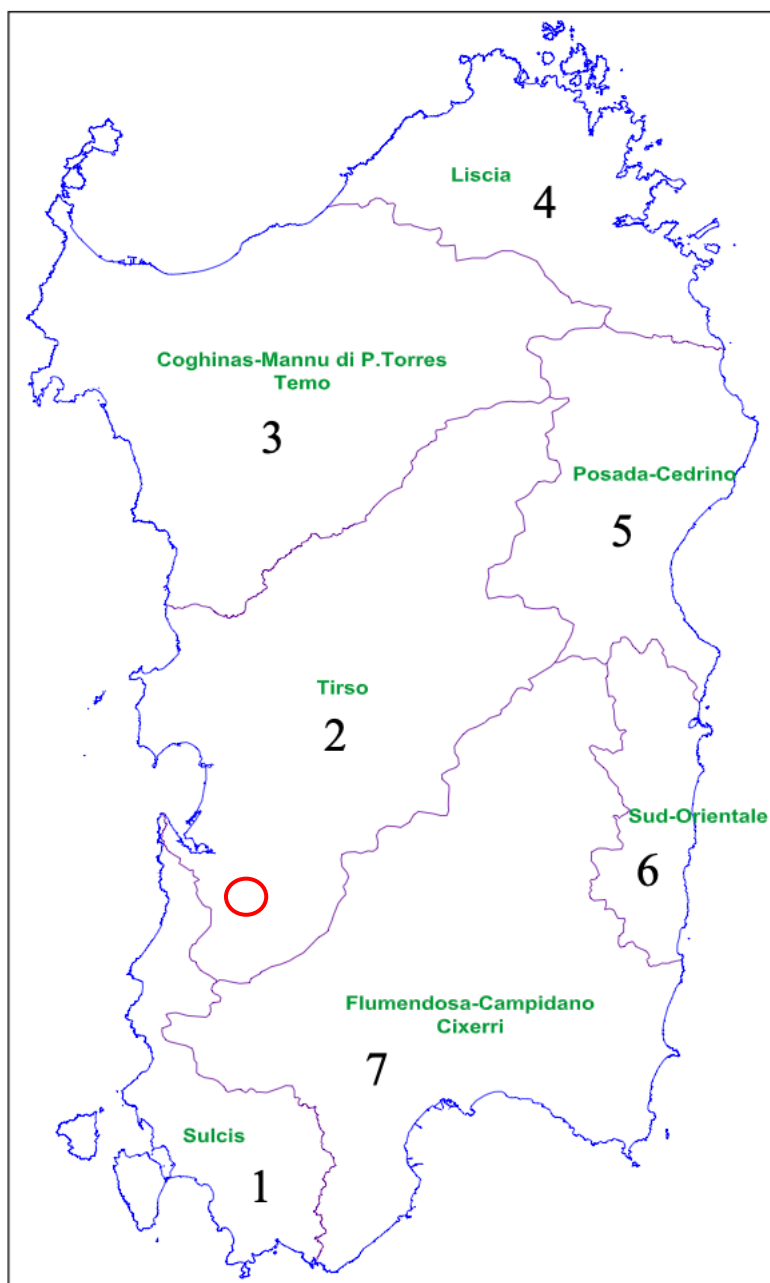 Liscia
4
Coghinas-Mannu di P.Torres
Temo
3
Posada-Cedrino
5
Tirso
2
Sud-Orientale
6
Flumendosa-Campidano
Cixerri
7
Sulcis
1